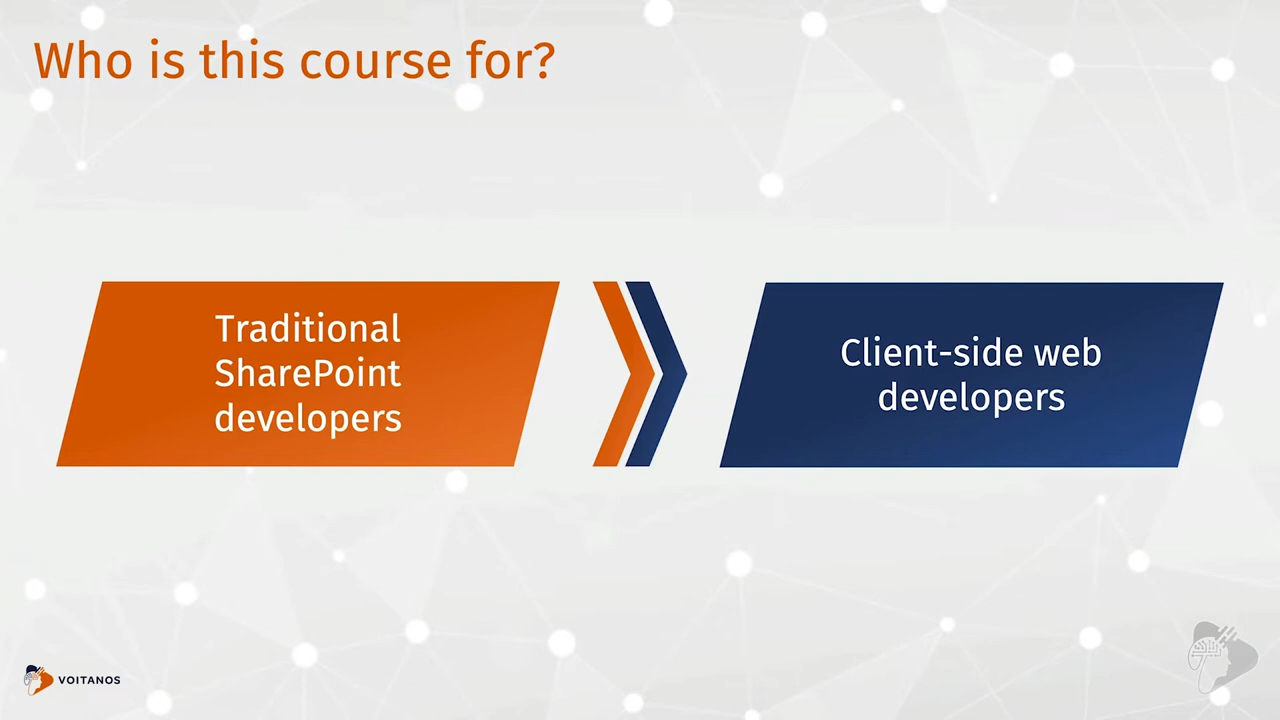 Who is this course for?
Traditional
SharePoint
developers
Client-side web
developers
VOITANOS